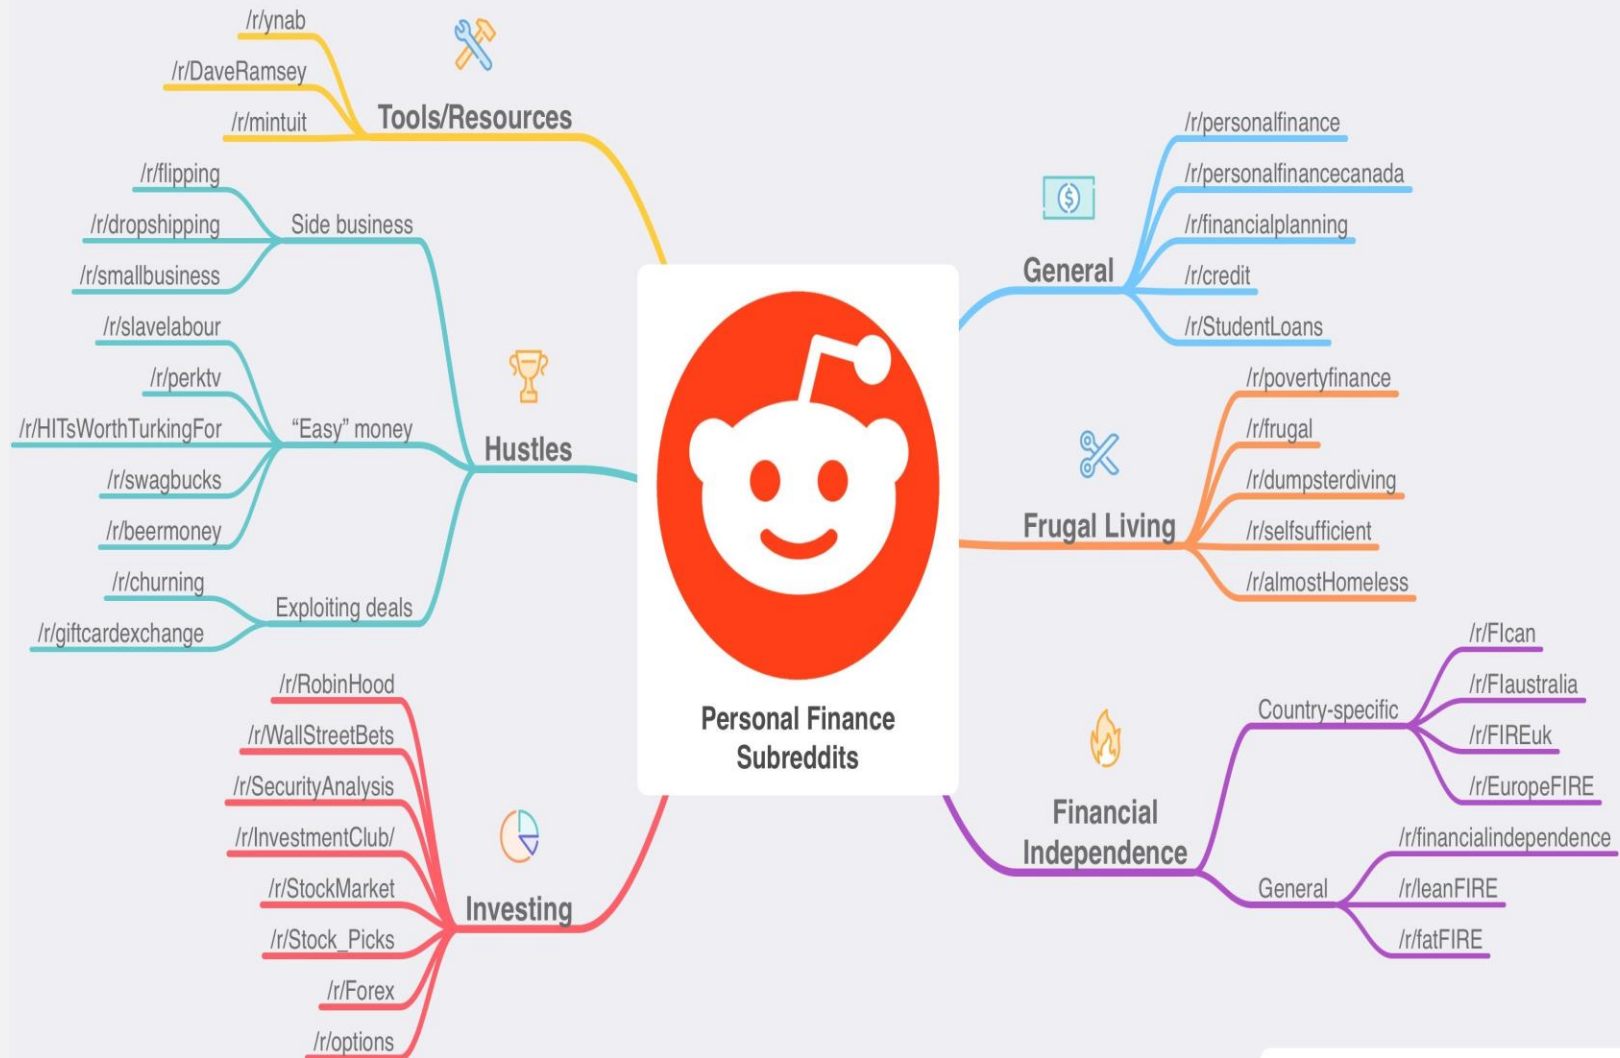 /r/ynab
/r/DaveRamsey
/r/mintuit
Tools/Resources
/r/flipping
/r/dropshipping
/r/smallbusiness
Side business
/r/slavelabour
/r/perktv
/r/HITsWorthTurkingFor
/r/swagbucks
/r/beermoney
“Easy” money
/r/churning
/r/giftcardexchange
Exploiting deals
Hustles
/r/RobinHood
/r/WallStreetBets
/r/SecurityAnalysis
/r/InvestmentClub/
/r/StockMarket
/r/Stock_Picks
/r/Forex
/r/options
Investing
Personal Finance
Subreddits
General
/r/personalfinance
/r/personalfinancecanada
/r/financialplanning
/r/credit
/r/StudentLoans
Frugal Living
/r/povertyfinance
/r/frugal
/r/dumpsterdiving
/r/selfsufficient
/r/almostHomeless
Financial
Independence
Country-specific
/r/FIcan
/r/FIaustralia
/r/FIREuk
/r/EuropeFIRE
General
/r/financialindependence
/r/leanFIRE
/r/fatFIRE